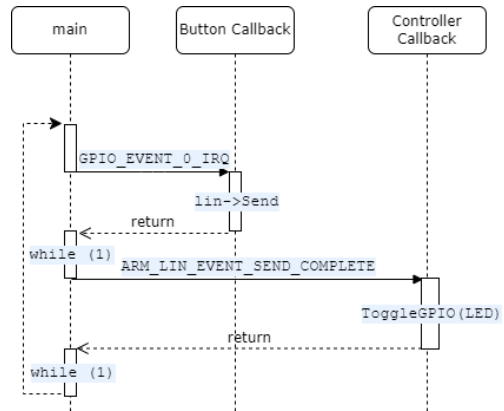 main
Button Callback
Controller
Callback
GPIO_EVENT_0_IRQ
lin->Send
return
while (1)
ARM_LIN_EVENT_SEND_COMPLETE
ToggleGPIO(LED)
return
while (1)